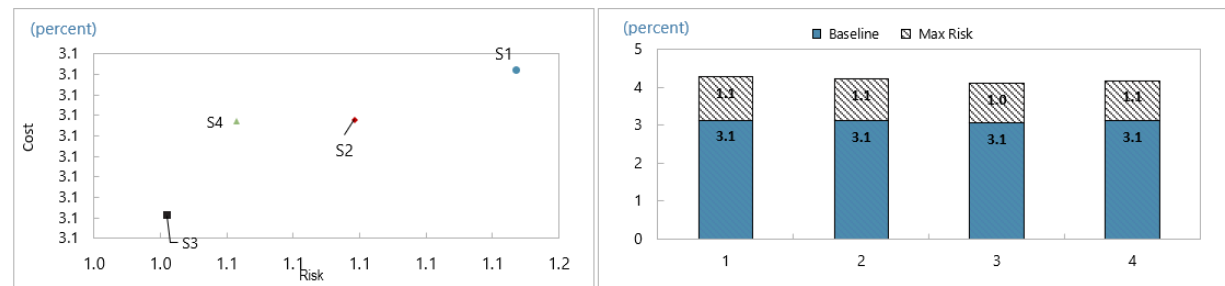 (percent)
3.1
3.1
3.1
3.1
3.1
3.1
3.1
3.1
3.1
3.1
Cost
S1
S4
S2
S3
1.0 1.0 1.1 1.1 1.1 1.1 1.1 1.2
Risk
(percent)
Baseline Max Risk
5
4
3
2
1
0
1.1 1.1 1.0 1.1
3.1 3.1 3.1 3.1
1 2 3 4